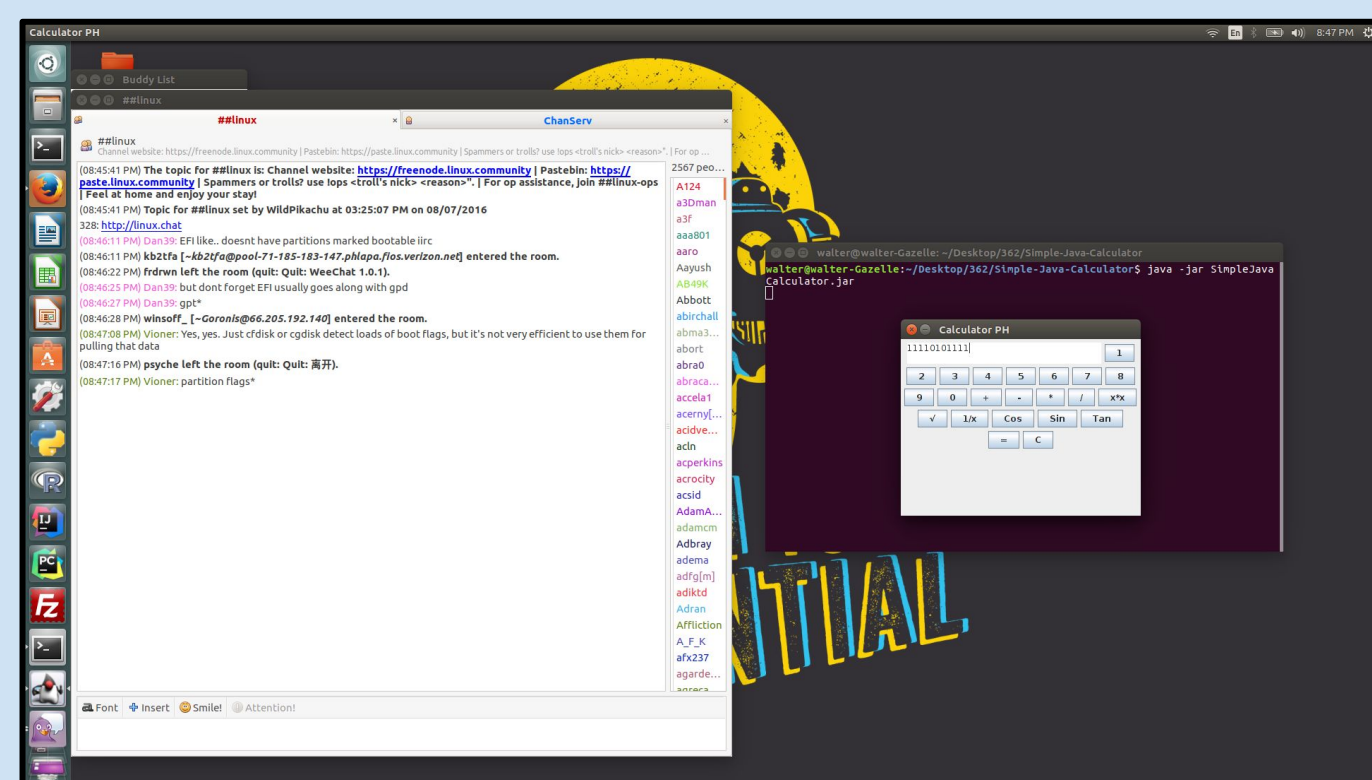 Calculator PH
En
8:47 PM
Buddy List
##linux
##linux
ChanServ
##linux
Channel website: https://freenode.linux.community | Pastebin: https://paste.linux.community | Spammers or trolls? use !ops <troll's nick> <reason>". | For op ...
(08:45:41 PM) The topic for ##linux is: Channel website: https://freenode.linux.community | Pastebin: https://
paste.linux.community | Spammers or trolls? use !ops <troll's nick> <reason>". | For op assistance, join ##linux-ops
| Feel at home and enjoy your stay!
(08:45:41 PM) Topic for ##linux set by WildPikachu at 03:25:07 PM on 08/07/2016
328: http://linux.chat
(08:46:11 PM) Dan39: EFI like.. doesnt have partitions marked bootable iirc
(08:46:11 PM) kb2tfa [~kb2tfa@pool-71-185-183-147.phlapa.fios.verizon.net] entered the room.
(08:46:22 PM) frdrwn left the room (quit: Quit: WeeChat 1.0.1).
(08:46:25 PM) Dan39: but dont forget EFI usually goes along with gpd
(08:46:27 PM) Dan39: gpt*
(08:46:28 PM) winsoff_ [~Goronis@66.205.192.140] entered the room.
(08:47:08 PM) Vioner: Yes, yes. Just cfdisk or cgdisk detect loads of boot flags, but it's not very efficient to use them for
pulling that data
(08:47:16 PM) psyche left the room (quit: Quit: 离开).
(08:47:17 PM) Vioner: partition flags*
2567 peo...
A124
a3Dman
a3f
aaa801
aaro
Aayush
AB49K
Abbott
abirchall
abma3...
abort
abra0
abraca...
accela1
acerny[...
acidve...
acln
acperkins
acrocity
acsid
AdamA...
adamcm
Adbray
adema
adfg[m]
adiktd
Adran
Affliction
A_F_K
afx237
agarde...
Font Insert Smile! Attention!
walter@walter-Gazelle: ~/Desktop/362/Simple-Java-Calculator
walter@walter-Gazelle:~/Desktop/362/Simple-Java-Calculator$ java -jar SimpleJava
Calculator.jar
Calculator PH
11110101111 1
2 3 4 5 6 7 8
9 0 + - * / x*x
√ 1/x Cos Sin Tan
= C
NTIAL